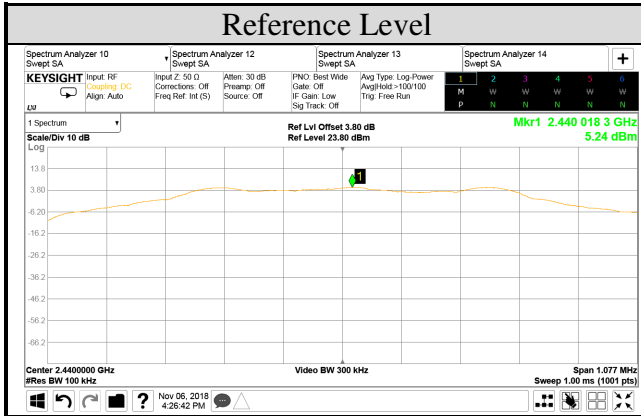 Reference Level
Spectrum Analyzer 10
Swept SA
Spectrum Analyzer 12
Swept SA
Spectrum Analyzer 13
Swept SA
Spectrum Analyzer 14
Swept SA
+
KEYSIGHT
Input: RF
Coupling: DC
Align: Auto
Input Z: 50 Ω
Corrections: Off
Freq Ref: Int (S)
Atten: 30 dB
Preamp: Off
Source: Off
PNO: Best Wide
Gate: Off
IF Gain: Low
Sig Track: Off
Avg Type: Log-Power
Avg|Hold:>100/100
Trig: Free Run
1 2 3 4 5 6
M W W W W W
P N N N N N
LXI
1 Spectrum
Scale/Div 10 dB
Ref Lvl Offset 3.80 dB
Ref Level 23.80 dBm
Mkr1 2.440 018 3 GHz
5.24 dBm
Log
1
13.8
3.80
-6.20
-16.2
-26.2
-36.2
-46.2
-56.2
-66.2
Center 2.4400000 GHz
#Res BW 100 kHz
Video BW 300 kHz
Span 1.077 MHz
Sweep 1.00 ms (1001 pts)
?
Nov 06, 2018
4:26:42 PM